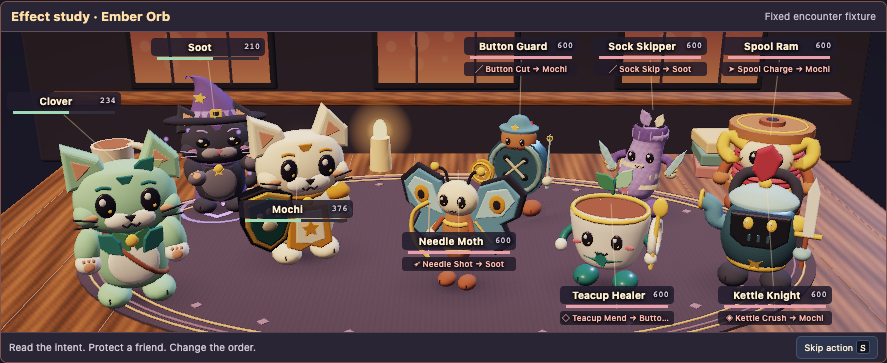 Effect study · Ember Orb
Fixed encounter fixture
Soot 210
Button Guard 600
Button Cut → Mochi
Sock Skipper 600
Sock Skip → Soot
Spool Ram 600
Spool Charge → Mochi
Clover 234
Mochi 376
Needle Moth 600
Needle Shot → Soot
Teacup Healer 600
Teacup Mend → Butto...
Kettle Knight 600
Kettle Crush → Mochi
Read the intent. Protect a friend. Change the order.
Skip action S